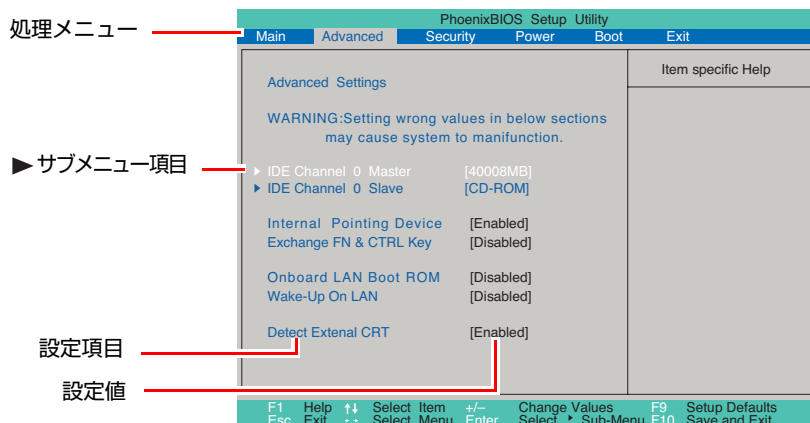 PhoenixBIOS Setup Utility
処理メニュー
Main Advanced Security Power Boot Exit
Item specific Help
Advanced Settings
WARNING:Setting wrong values in below sections
may cause system to manifunction.
▶サブメニュー項目
▶ IDE Channel 0 Master [40008MB]
▶ IDE Channel 0 Slave [CD-ROM]
Internal Pointing Device [Enabled]
Exchange FN & CTRL Key [Disabled]
Onboard LAN Boot ROM [Disabled]
Wake-Up On LAN [Disabled]
Detect Extenal CRT [Enabled]
設定項目
設定値
F1 Help ↑↓ Select Item +/– Change Values F9 Setup Defaults
Esc Exit ←→ Select Menu Enter Select ▶ Sub-Menu F10 Save and Exit